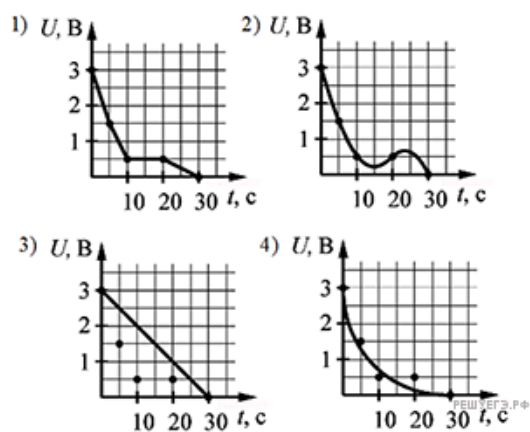 1) U, В
3
2
1
10 20 30 t, с
2) U, В
3
2
1
10 20 30 t, с
3) U, В
3
2
1
10 20 30 t, с
4) U, В
3
2
1
10 20 30 t, с
РЕШУЕГЭ.РФ